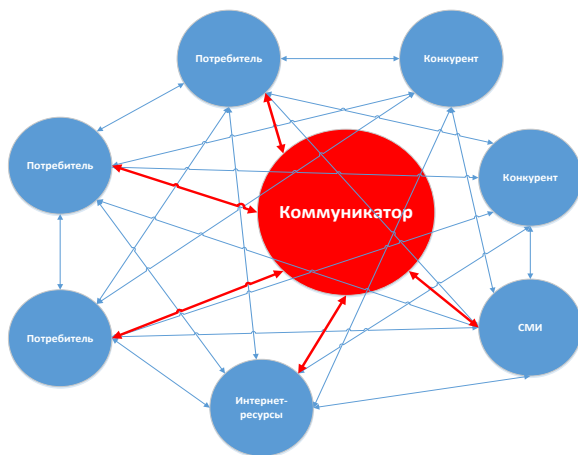 Потребитель
Конкурент
Потребитель
Конкурент
Коммуникатор
Потребитель
СМИ
Интернет-
ресурсы